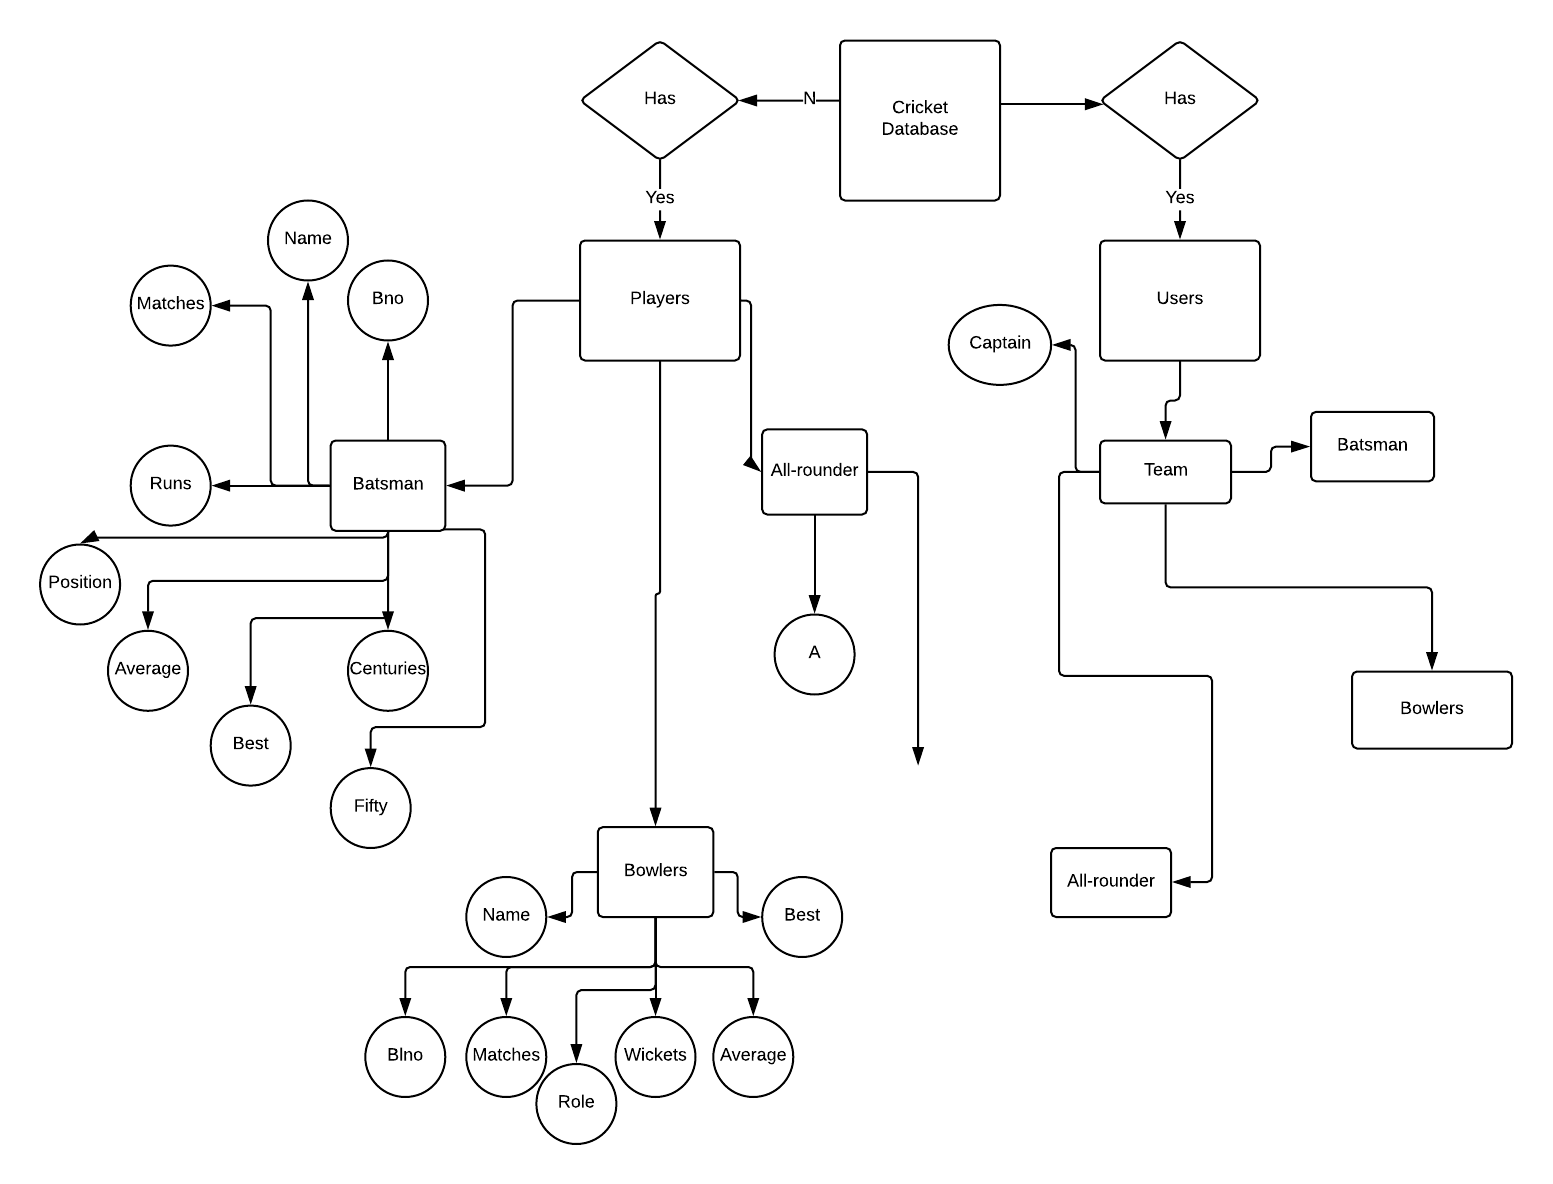 Has
N
Cricket
Database
Has
Yes
Yes
Name
Matches
Bno
Players
Users
Captain
Runs
Batsman
All-rounder
Team
Batsman
Position
Average
Centuries
A
Best
Bowlers
Fifty
Bowlers
All-rounder
Name
Best
Blno
Matches
Wickets
Average
Role